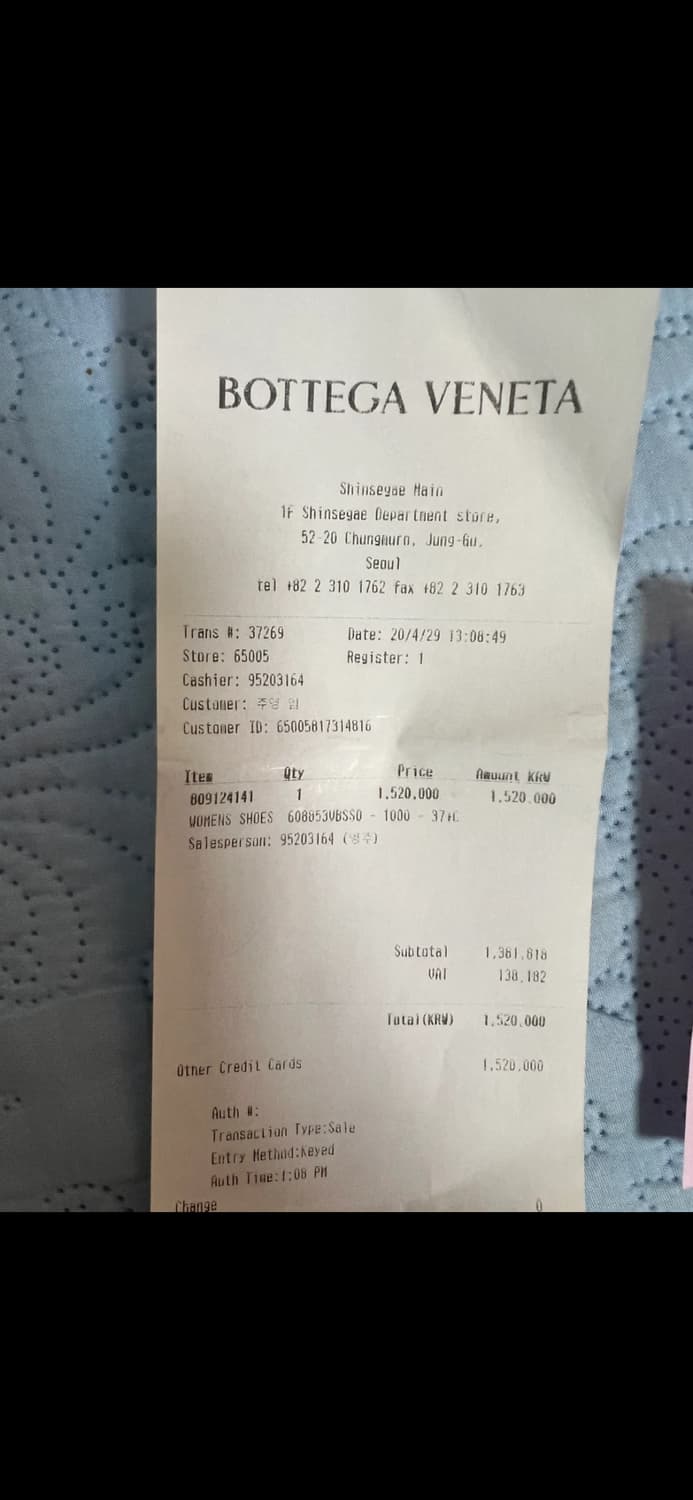 BOTTEGA VENETA
Shinsegae Main
1F Shinsegae Department store,
52-20 Chungmuro, Jung-Gu,
Seoul
tel +82 2 310 1762 fax +82 2 310 1763
Trans #: 37269 Date: 20/4/29 13:08:49
Store: 65005 Register: 1
Cashier: 95203164
Customer: 주영 임
Customer ID: 65005817314816
Item Qty Price Amount KRW
809124141 1 1,520,000 1,520,000
WOMENS SHOES 608853VBSS0 - 1000 - 37+C
Salesperson: 95203164
Subtotal 1,381,818
VAT 138,182
Total(KRW) 1,520,000
Other Credit Cards 1,520,000
Auth #:
Transaction Type:Sale
Entry Method:Keyed
Auth Time:1:08 PM
Change 0